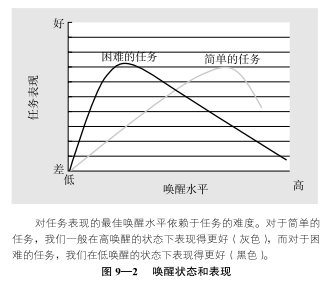 好
困难的任务
简单的任务
任务表现
差
低
唤醒水平
高
对任务表现的最佳唤醒水平依赖于任务的难度。对于简单的
任务，我们一般在高唤醒的状态下表现得更好（灰色），而对于困
难的任务，我们在低唤醒的状态下表现得更好（黑色）。
图 9—2 唤醒状态和表现